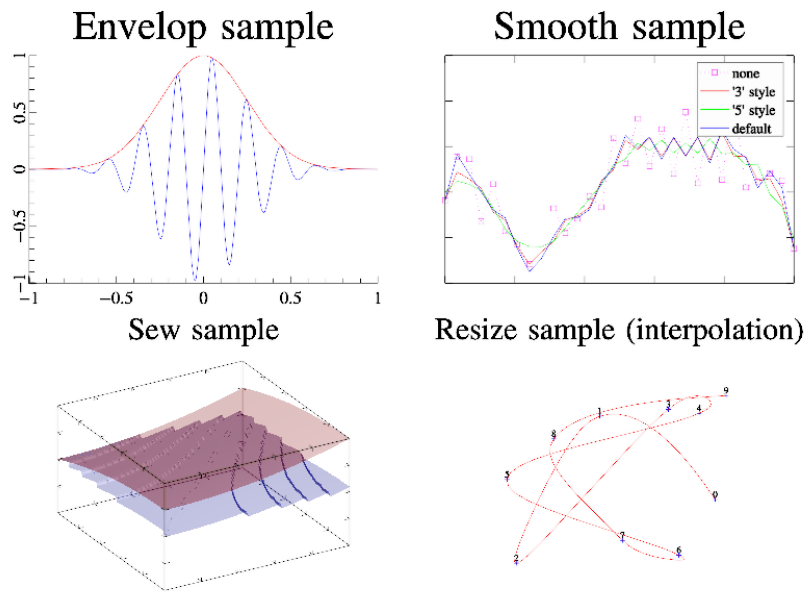 Envelop sample
Smooth sample
none
'3' style
'5' style
default
1
0.5
0
−0.5
−1
−1
−0.5
0
0.5
1
Sew sample
Resize sample (interpolation)
9
1
3
4
8
5
0
7
6
2